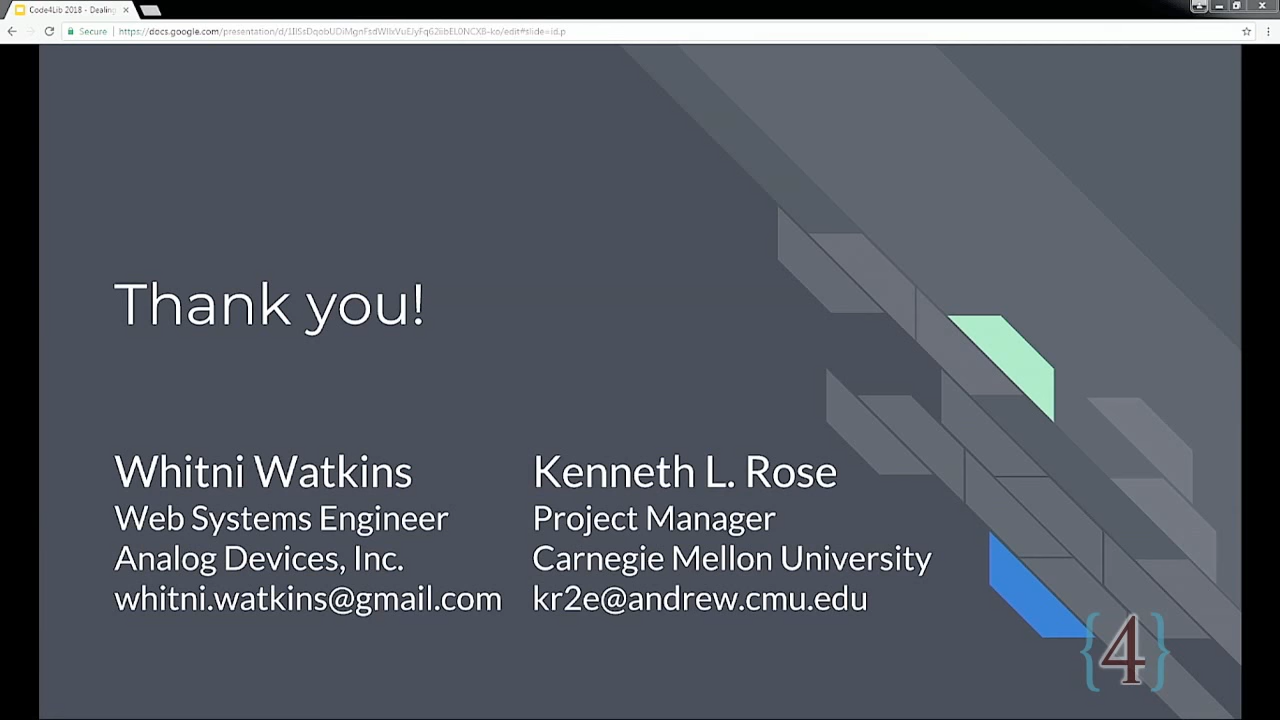 Code4Lib 2018 - Dealing
Secure
Thank you!
Whitni Watkins
Web Systems Engineer
Analog Devices, Inc.
whitni.watkins@gmail.com
Kenneth L. Rose
Project Manager
Carnegie Mellon University
kr2e@andrew.cmu.edu
{4}